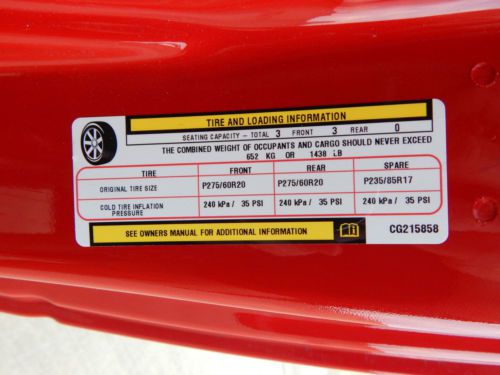 TIRE AND LOADING INFORMATION
SEATING CAPACITY - TOTAL 3 FRONT 3 REAR 0
THE COMBINED WEIGHT OF OCCUPANTS AND CARGO SHOULD NEVER EXCEED
652 KG OR 1438 LB
TIRE FRONT REAR SPARE
ORIGINAL TIRE SIZE P275/60R20 P275/60R20 P235/85R17
COLD TIRE INFLATION PRESSURE 240 kPa / 35 PSI 240 kPa / 35 PSI 240 kPa / 35 PSI
SEE OWNERS MANUAL FOR ADDITIONAL INFORMATION CG215858